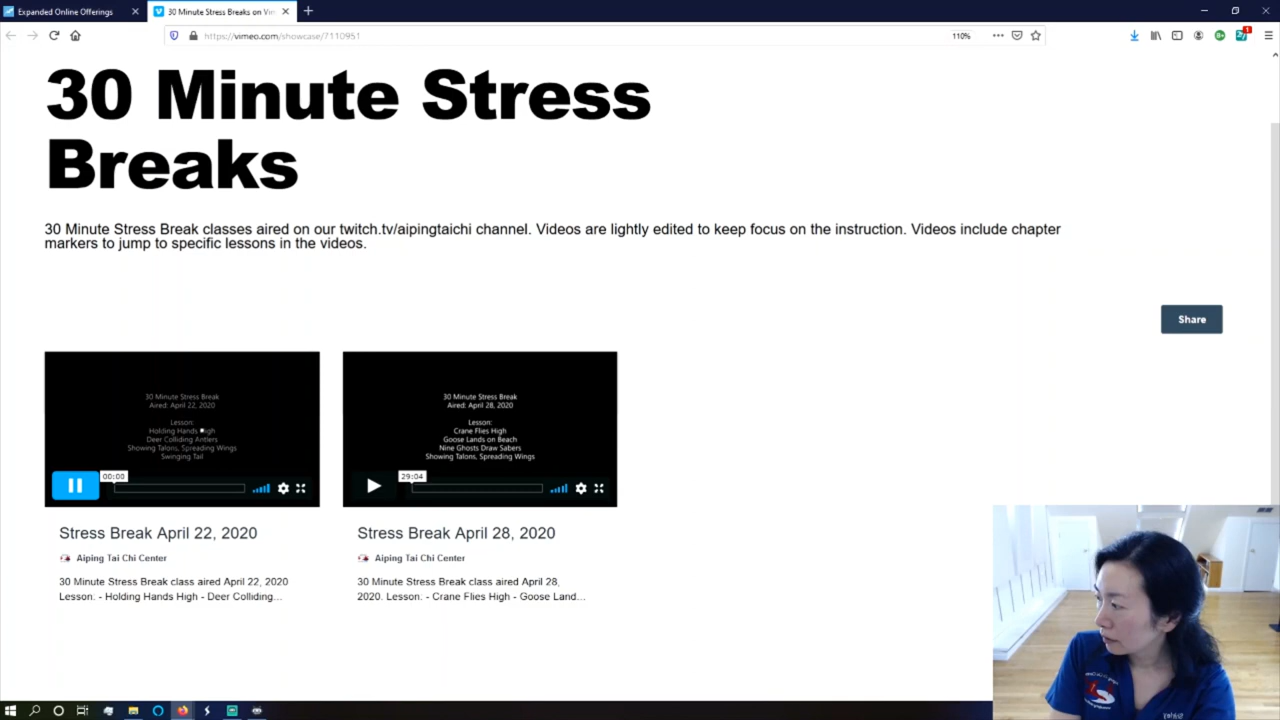 Expanded Online Offerings
30 Minute Stress Breaks on Vim
https://vimeo.com/showcase/7110951
110%
30 Minute Stress
Breaks
30 Minute Stress Break classes aired on our twitch.tv/aipingtaichi channel. Videos are lightly edited to keep focus on the instruction. Videos include chapter
markers to jump to specific lessons in the videos.
Share
30 Minute Stress Break
Aired: April 22, 2020
Lesson:
Holding Hands High
Deer Colliding Antlers
Showing Talons, Spreading Wings
Swinging Tail
00:00
30 Minute Stress Break
Aired: April 28, 2020
Lesson:
Crane Flies High
Goose Lands on Beach
Nine Ghosts Draw Sabers
Showing Talons, Spreading Wings
29:04
Stress Break April 22, 2020
Aiping Tai Chi Center
30 Minute Stress Break class aired April 22, 2020
Lesson: - Holding Hands High - Deer Colliding...
Stress Break April 28, 2020
Aiping Tai Chi Center
30 Minute Stress Break class aired April 28,
2020. Lesson: - Crane Flies High - Goose Land...